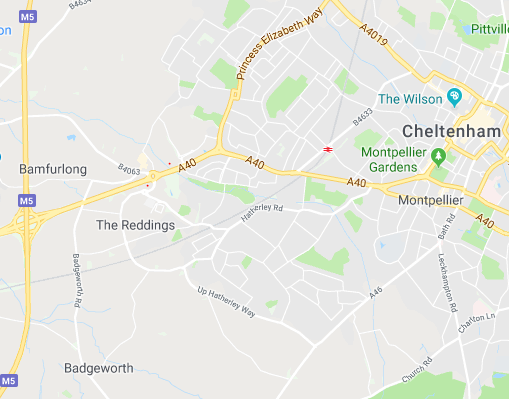 M5
B4634
Princess Elizabeth Way
A4019
Pittvill
The Wilson
B4633
Cheltenham
Montpellier
Gardens
A40
A40
A40
B4063
Bamfurlong
M5
Montpellier
A40
The Reddings
Hatherley Rd
Bath Rd
Badgeworth Rd
Leckhampton Rd
Up Hatherley Way
A46
Charlton Ln
Church Rd
Badgeworth
M5